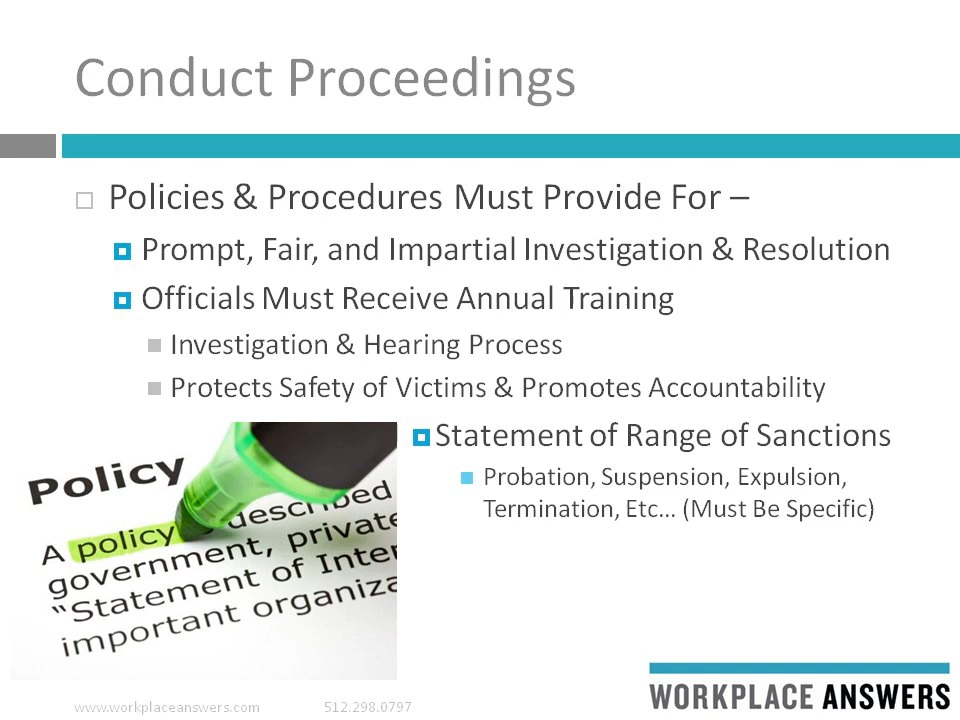 Conduct Proceedings
Policies & Procedures Must Provide For –
Prompt, Fair, and Impartial Investigation & Resolution
Officials Must Receive Annual Training
Investigation & Hearing Process
Protects Safety of Victims & Promotes Accountability
Statement of Range of Sanctions
Probation, Suspension, Expulsion,
Termination, Etc... (Must Be Specific)
Policy
A policy described
government, private
“Statement of Inter
important organiza
www.workplaceanswers.com 512.298.0797
WORKPLACE ANSWERS